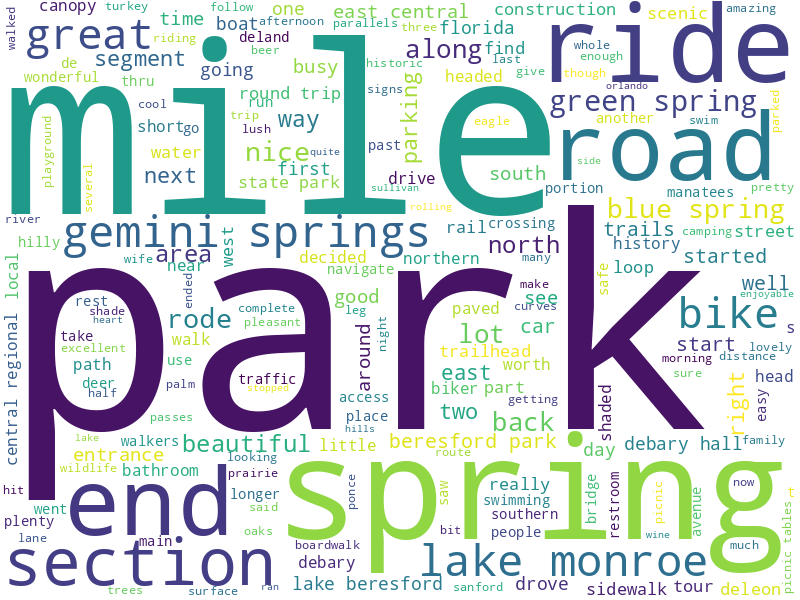 canopy
turkey
follow
afternoon
parallels
one
east central
construction
scenic
amazing
walked
great
time
boat
deland
beer
three
florida
riding
segment
de
historic
last
find
ride
whole
enough
though
orlando
wonderful
going
busy
along
headed
signs
give
mile
thru
round trip
run
parking
green spring
playground
cool
short
go
trip
way
past
another
swim
parked
several
water
lush
nice
quite
eagle
road
next
first
drive
south
side
portion
manatees
pretty
state park
sullivan
rolling
blue spring
river
gemini springs
rail
crossing
trails
camping
street
hilly
wife
area
west
decided
northern
many
north
history
started
local
near
navigate
safe
loop
well
ended
good
see
make
enjoyable
rest
complete
leg
paved
curves
car
bike
s
shade
rode
pleasant
night
lot
central regional
take
heart
walk
around
trailhead
start
morning
lovely
excellent
path
use
traffic
east
worth
distance
park
deer
palm
stopped
access
biker
part
getting
sure
right
head
half
place
two
shaded
easy
passes
hills
back
lake
walkers
beautiful
little
beresford park
day
debary hall
family
entrance
route
wildlife
bathroom
looking
prairie
hit
end
longer
ponce
saw
really
bridge
restroom
picnic
now
went
said
swimming
avenue
picnic tables
rt
plenty
spring
southern
lane
main
oaks
bit
people
wine
much
section
boardwalk
debary
lake monroe
trees
surface
ran
lake beresford
sanford
drove
sidewalk
tour
deleon